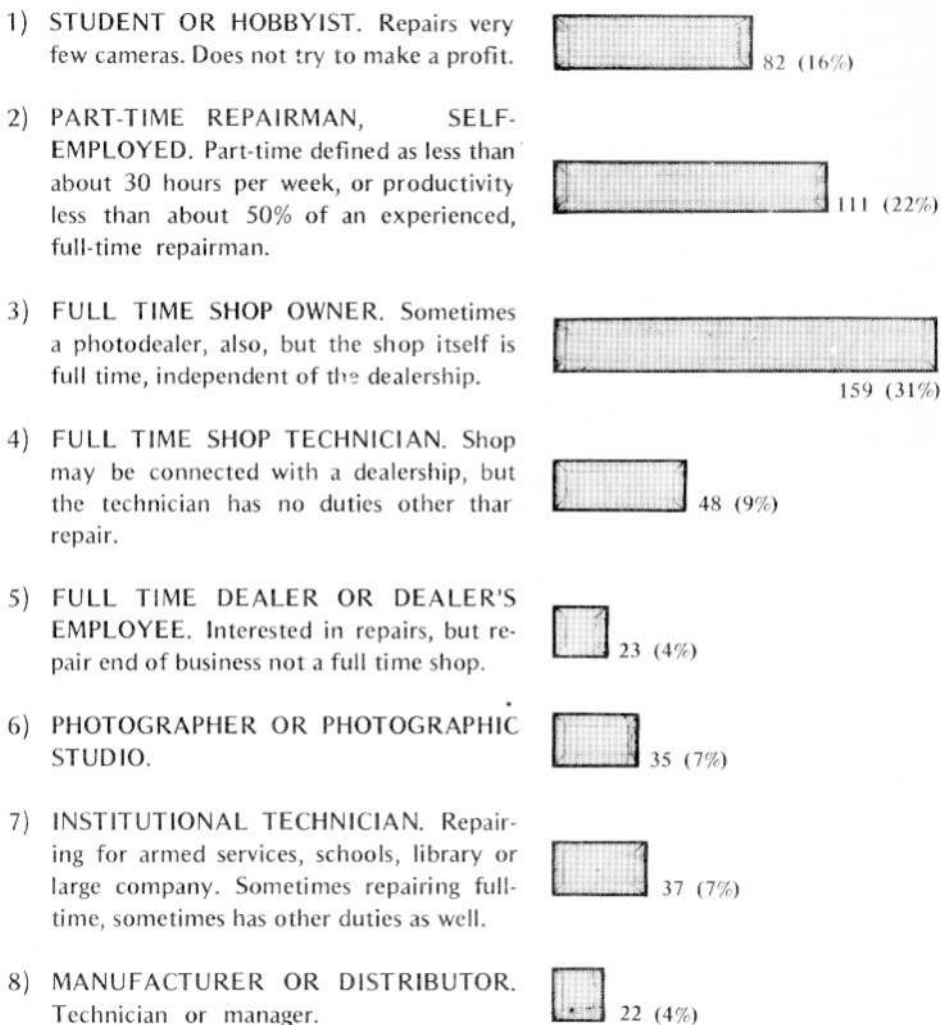 1) STUDENT OR HOBBYIST. Repairs very
few cameras. Does not try to make a profit.
82 (16%)
2) PART-TIME REPAIRMAN, SELF-
EMPLOYED. Part-time defined as less than
about 30 hours per week, or productivity
less than about 50% of an experienced,
full-time repairman.
111 (22%)
3) FULL TIME SHOP OWNER. Sometimes
a photodealer, also, but the shop itself is
full time, independent of the dealership.
159 (31%)
4) FULL TIME SHOP TECHNICIAN. Shop
may be connected with a dealership, but
the technician has no duties other thar
repair.
48 (9%)
5) FULL TIME DEALER OR DEALER'S
EMPLOYEE. Interested in repairs, but re-
pair end of business not a full time shop.
23 (4%)
6) PHOTOGRAPHER OR PHOTOGRAPHIC
STUDIO.
35 (7%)
7) INSTITUTIONAL TECHNICIAN. Repair-
ing for armed services, schools, library or
large company. Sometimes repairing full-
time, sometimes has other duties as well.
37 (7%)
8) MANUFACTURER OR DISTRIBUTOR.
Technician or manager.
22 (4%)